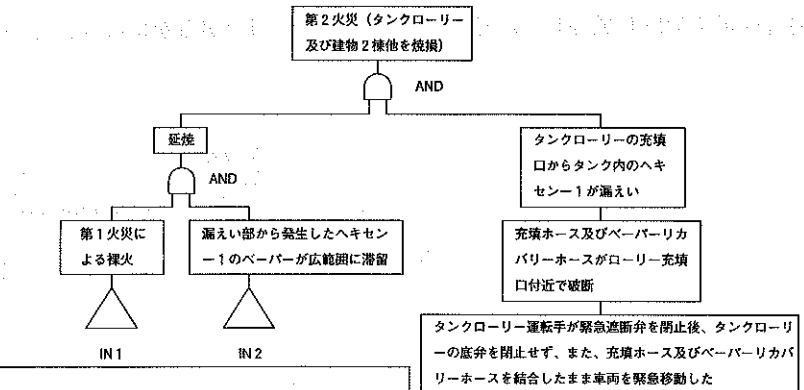 第2火災（タンクローリー
及び建物2棟他を焼損）
AND
延焼
タンクローリーの充填
口からタンク内のヘキ
センー1が漏えい
AND
第1火災に
よる裸火
漏えい部から発生したヘキセン
ー1のベーパーが広範囲に滞留
充填ホース及びベーパーリカ
バリーホースがローリー充填
口付近で破断
IN 1
IN 2
タンクローリー運転手が緊急遮断弁を閉止後、タンクローリ
ーの底弁を閉止せず、また、充填ホース及びベーパーリカバ
リーホースを結合したまま車両を緊急移動した